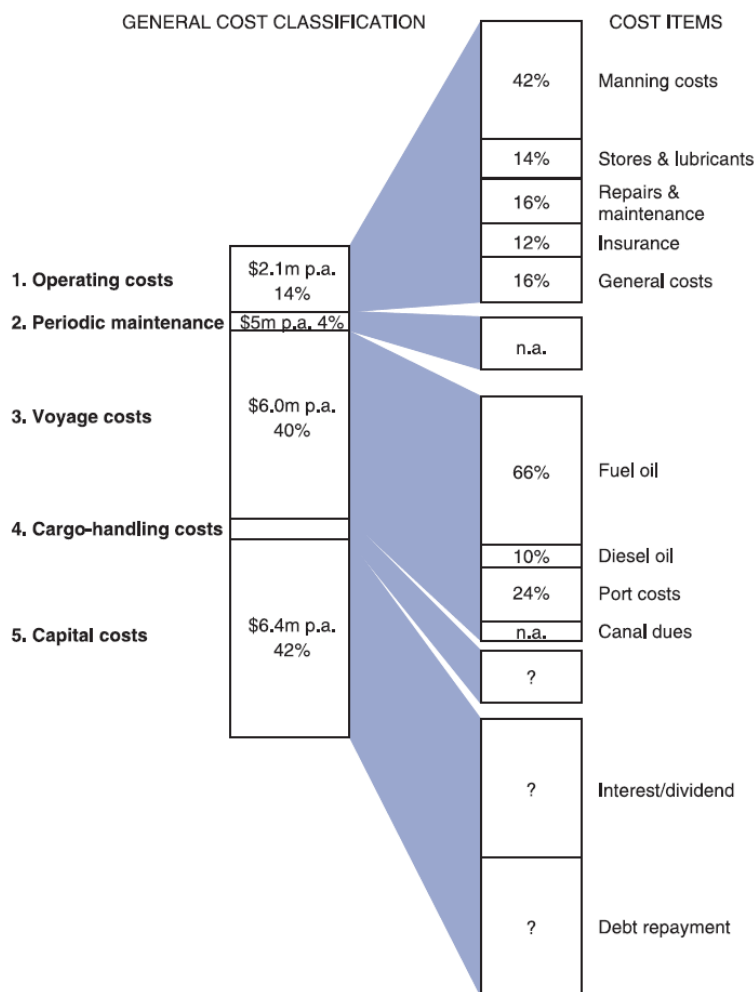 GENERAL COST CLASSIFICATION
COST ITEMS
1. Operating costs
$2.1m p.a.
14%
2. Periodic maintenance
$5m p.a. 4%
3. Voyage costs
$6.0m p.a.
40%
4. Cargo-handling costs
5. Capital costs
$6.4m p.a.
42%
42%
Manning costs
14%
Stores & lubricants
16%
Repairs &
maintenance
12%
Insurance
16%
General costs
n.a.
66%
Fuel oil
10%
Diesel oil
24%
Port costs
n.a.
Canal dues
?
?
Interest/dividend
?
Debt repayment